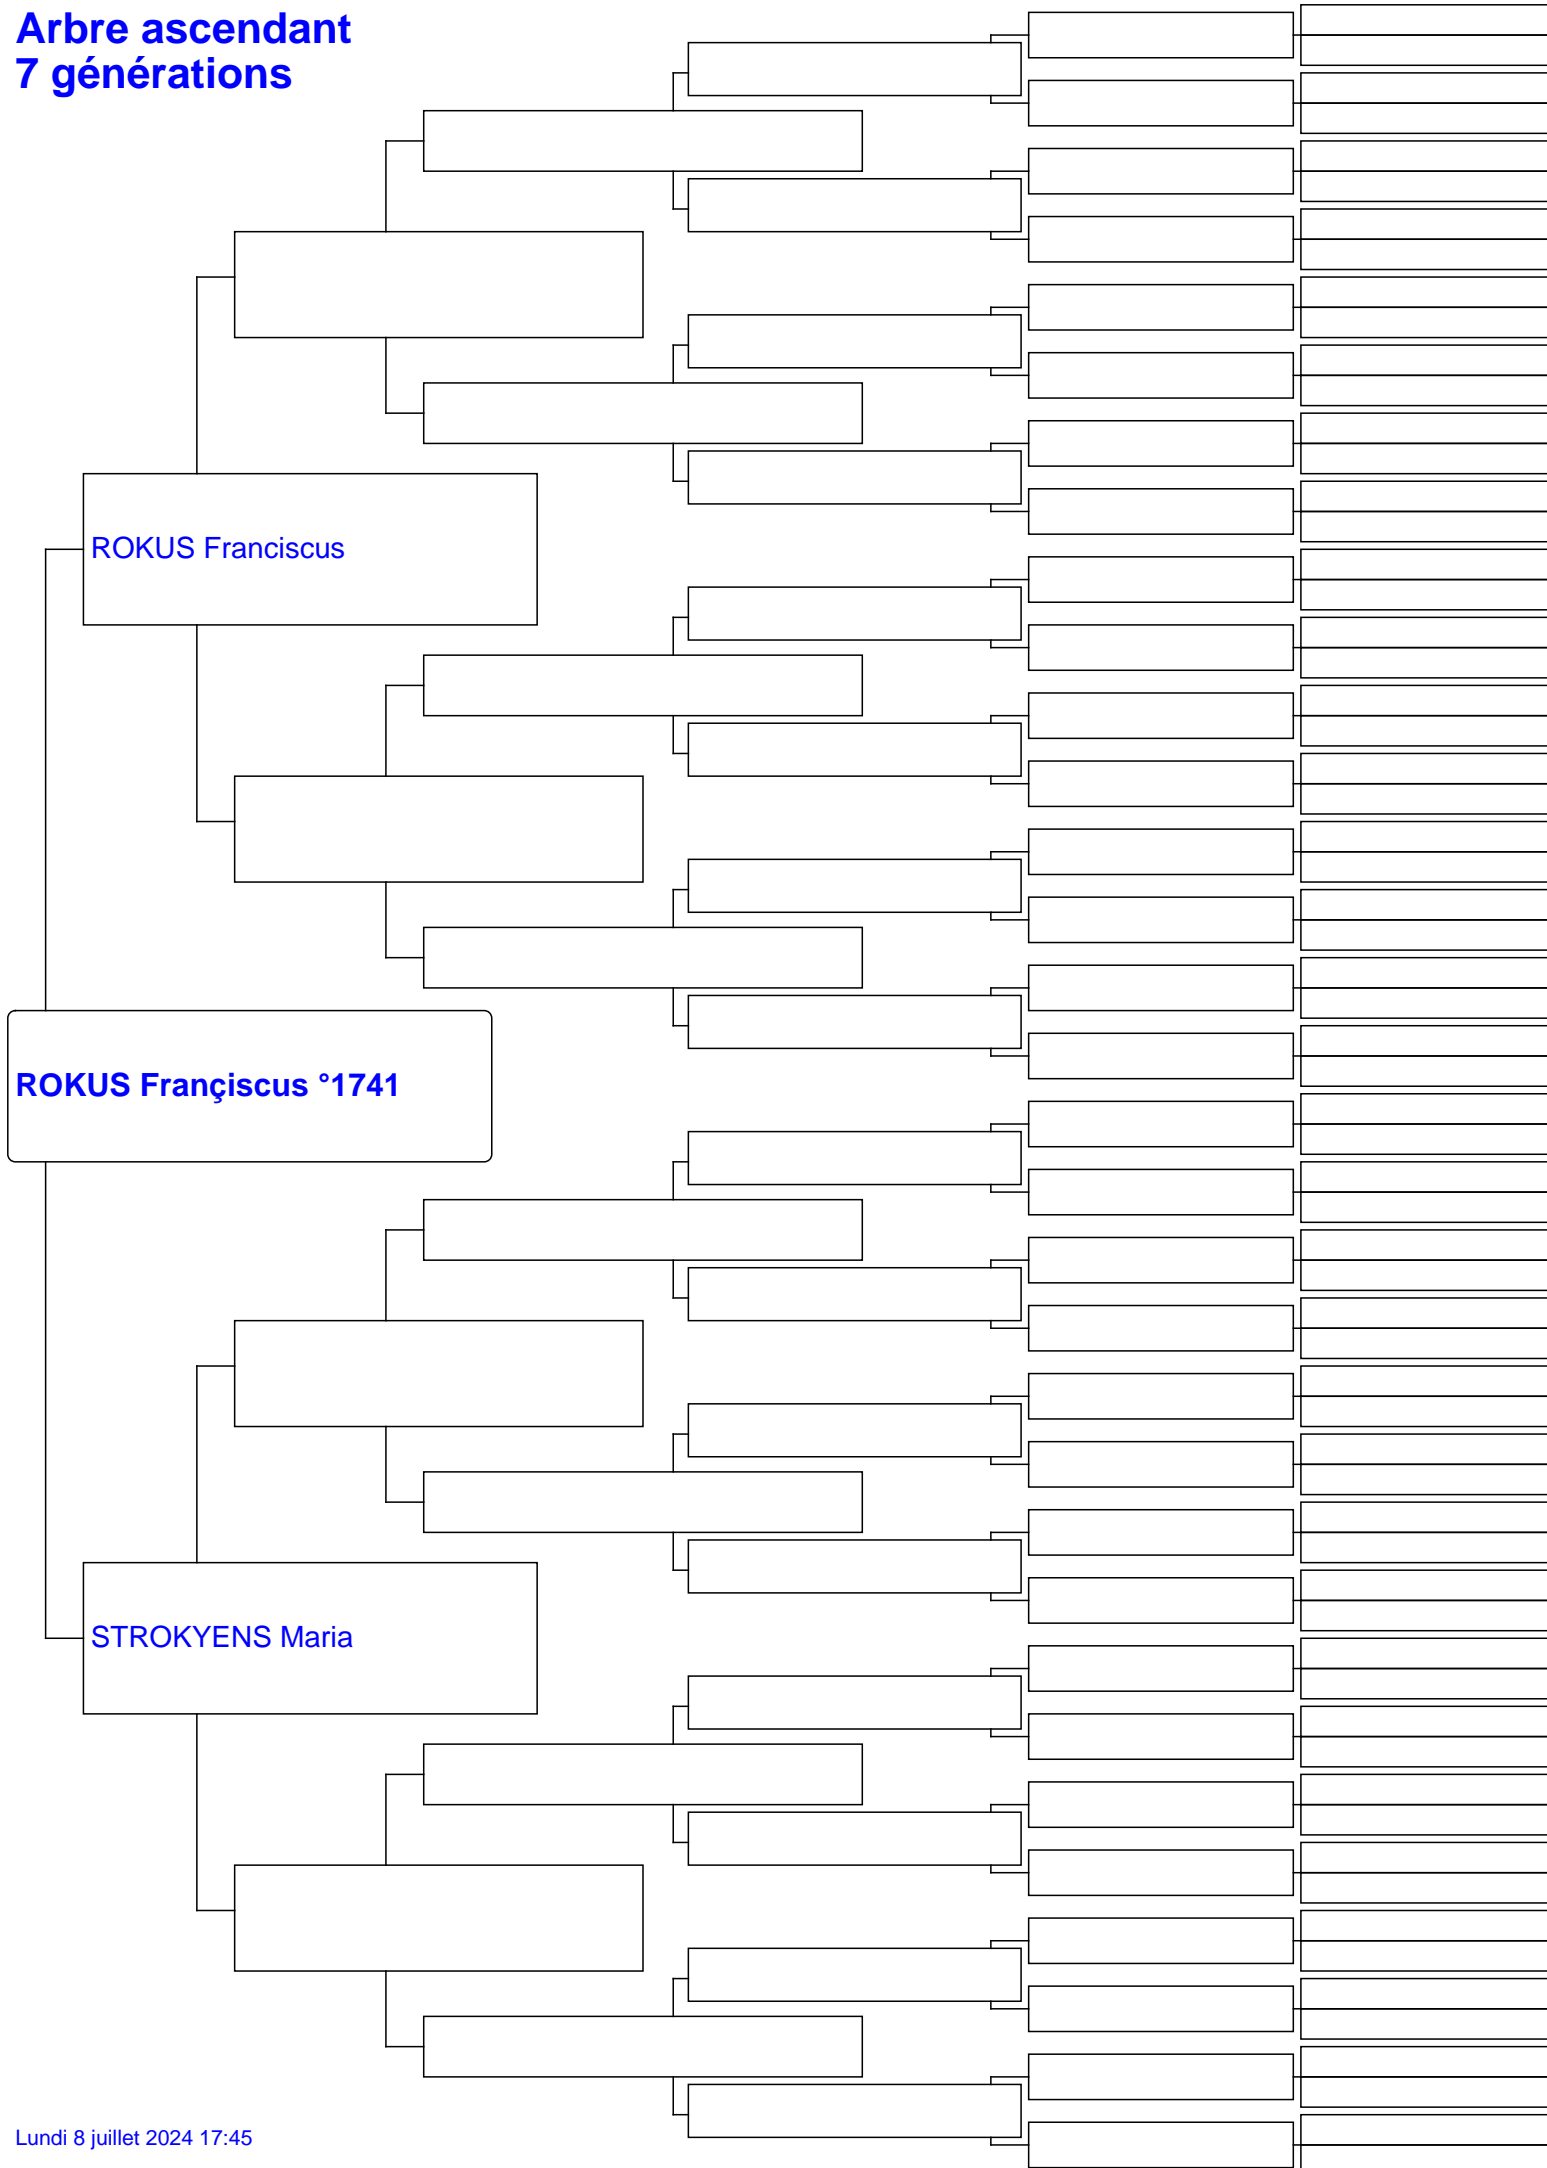 Arbre ascendant
7 générations
ROKUS Franciscus
ROKUS Françiscus °1741
STROKYENS Maria
Lundi 8 juillet 2024 17:45